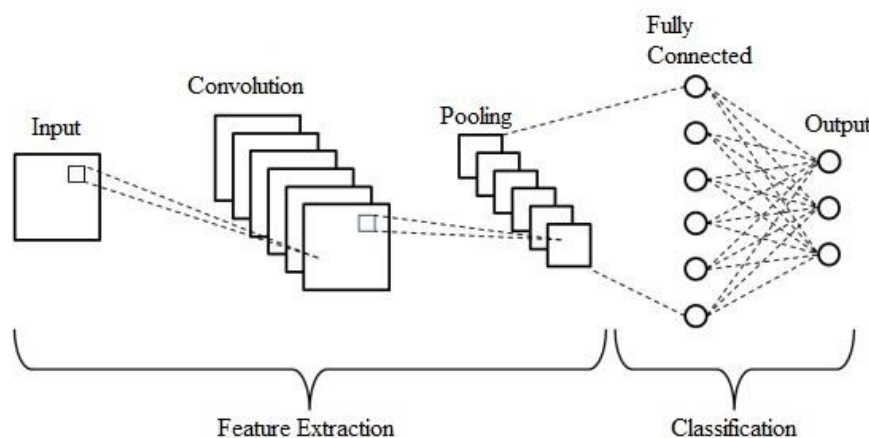 Fully
Connected
Convolution
Pooling
Input
Output
Feature Extraction
Classification